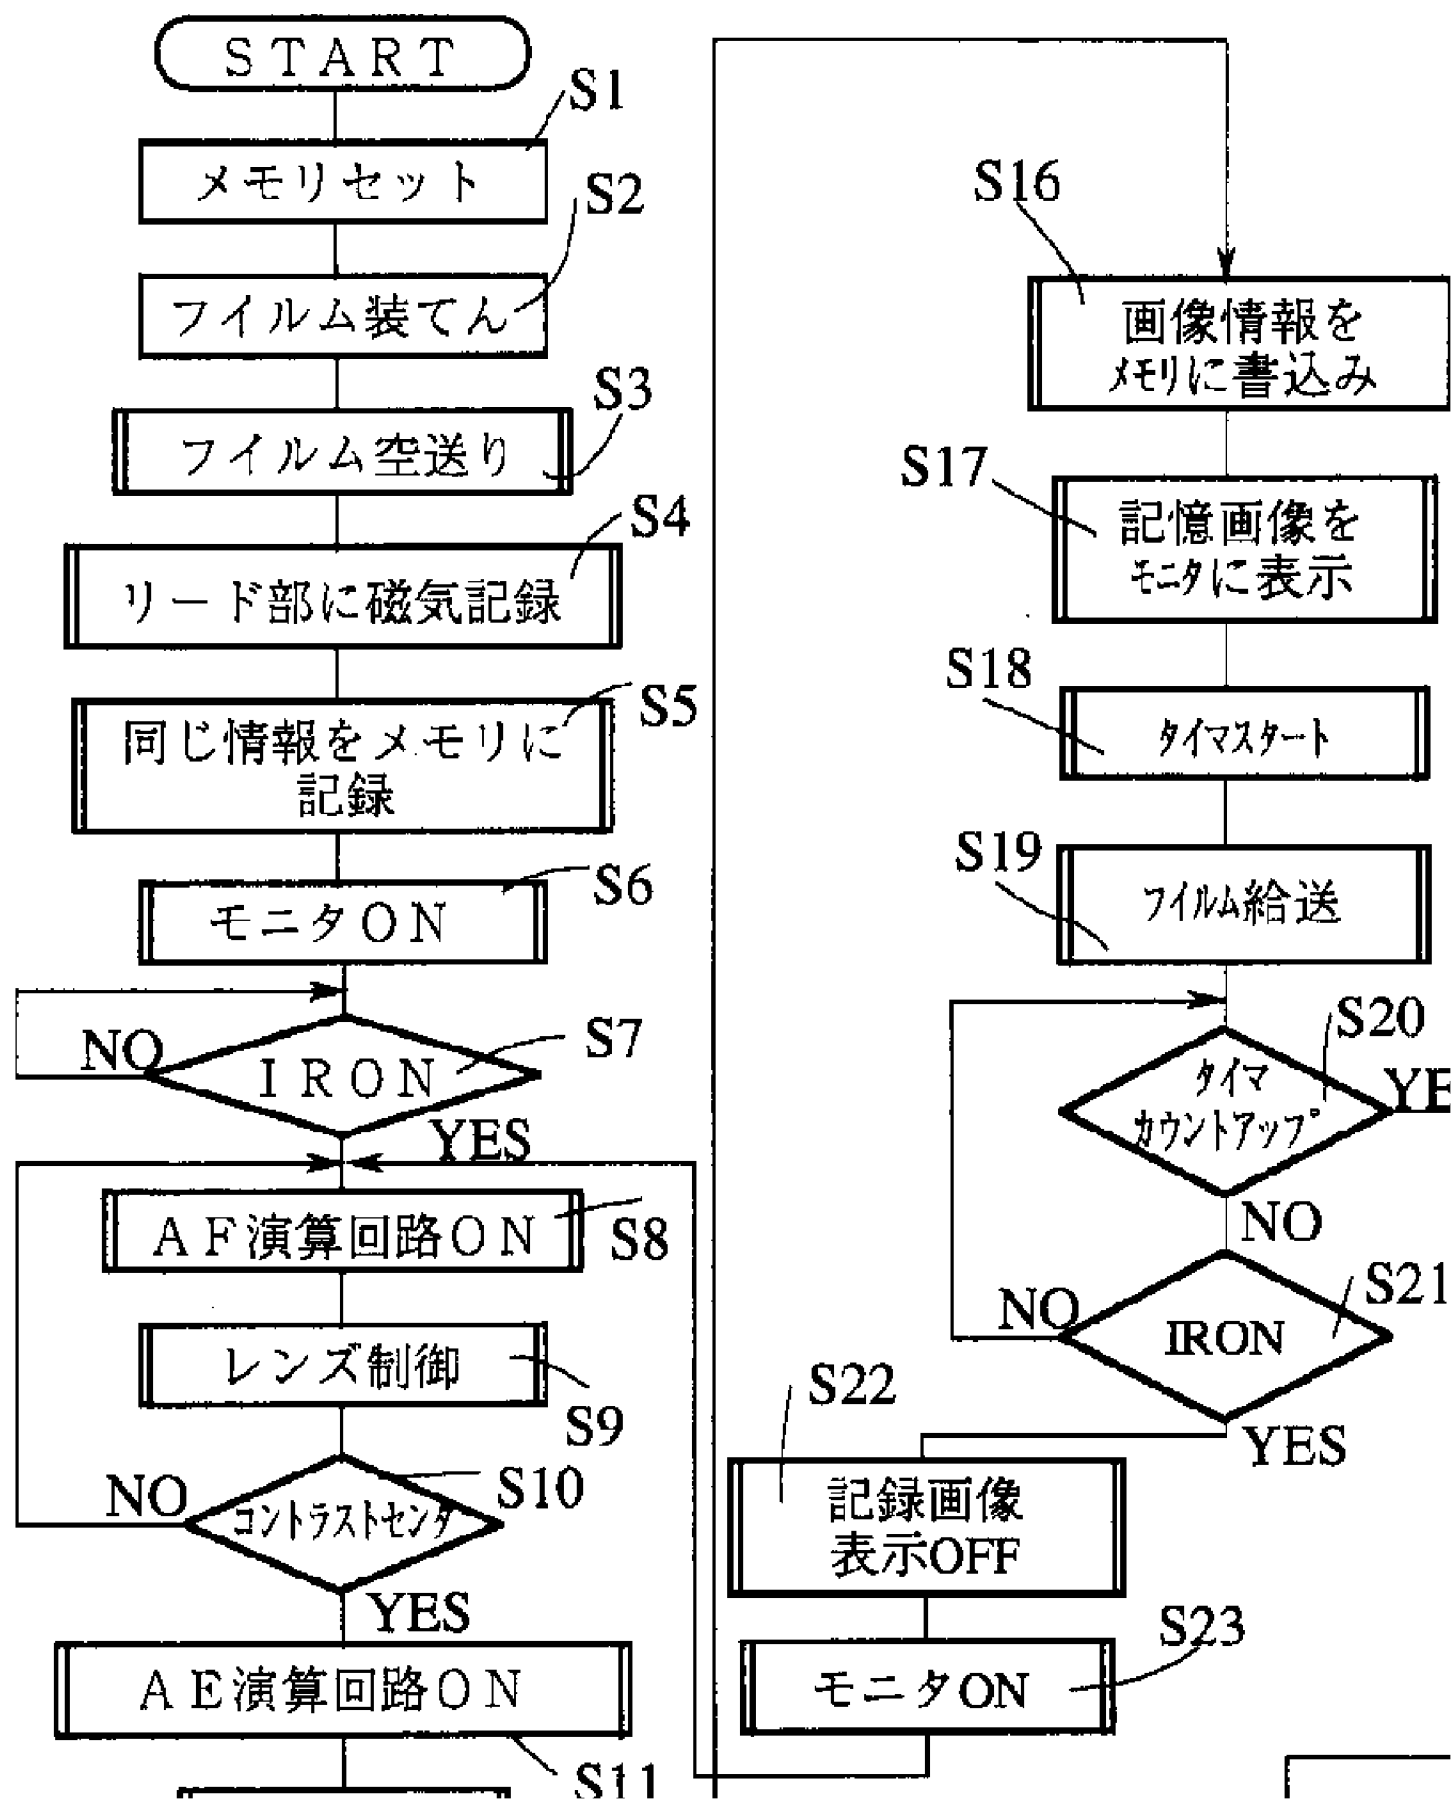 START
S1
メモリセット
S2
フイルム装てん
S3
フイルム空送り
S4
リード部に磁気記録
S5
同じ情報をメモリに
記録
S6
モニタON
S7
NO
IRON
YES
AF演算回路ON
S8
レンズ制御
S9
S10
NO
コントラストセンタ
YES
AE演算回路ON
S11
S16
画像情報を
メモリに書込み
S17
記憶画像を
モニタに表示
S18
タイマスタート
S19
フイルム給送
S20
タイマ
カウントアップ
YE
NO
S21
NO
IRON
YES
S22
記録画像
表示OFF
S23
モニタON